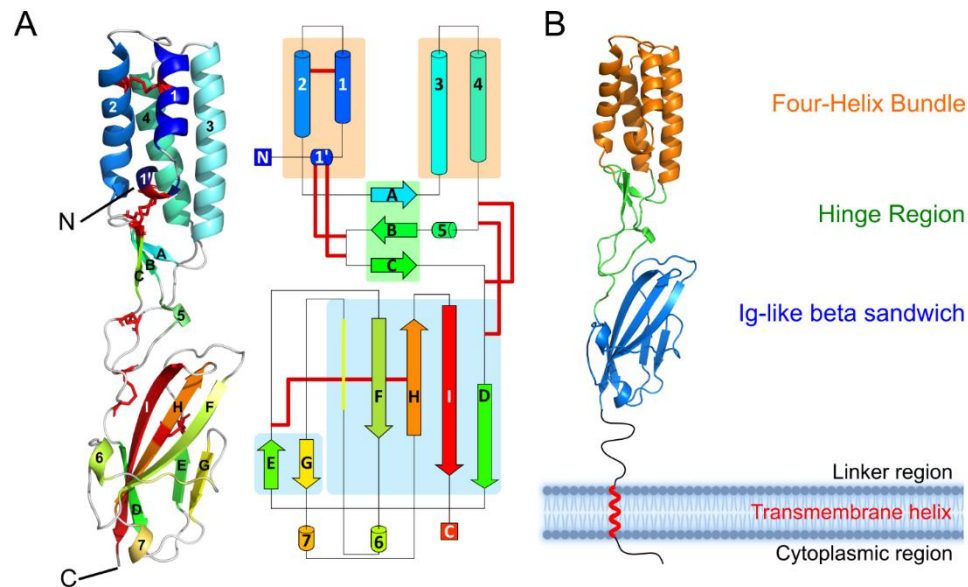 A
2
1
4
3
1'
N
A
B
C
5
I
H
F
6
E
G
D
7
C
2
1
3
4
N
1'
A
B
5
C
F
H
I
D
E
G
7
6
C
B
Four-Helix Bundle
Hinge Region
Ig-like beta sandwich
Linker region
Transmembrane helix
Cytoplasmic region